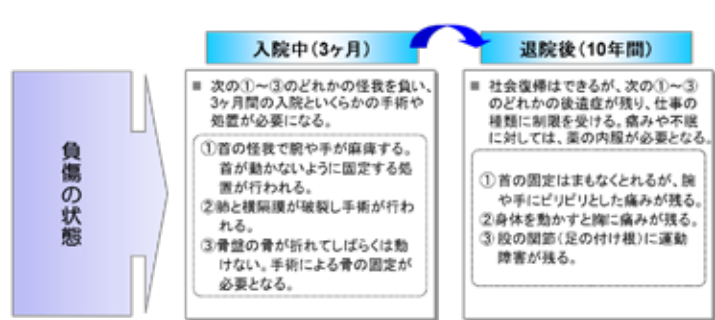 負傷の状態
入院中(3ヶ月)
■ 次の①～③のどれかの怪我を負い、
3ヶ月間の入院といくらかの手術や
処置が必要になる。
①首の怪我で腕や手が麻痺する。
首が動かないように固定する処
置が行われる。
②肺と横隔膜が破裂し手術が行わ
れる。
③骨盤の骨が折れてしばらくは動
けない。手術による骨の固定が
必要となる。
退院後(10年間)
■ 社会復帰はできるが、次の①～③
のどれかの後遺症が残り、仕事の
種類に制限を受ける。痛みや不眠
に対しては、薬の内服が必要となる。
①首の固定はまもなくとれるが、腕
や手にピリピリとした痛みが残る。
②身体を動かすと胸に痛みが残る。
③股の関節(足の付け根)に運動
障害が残る。